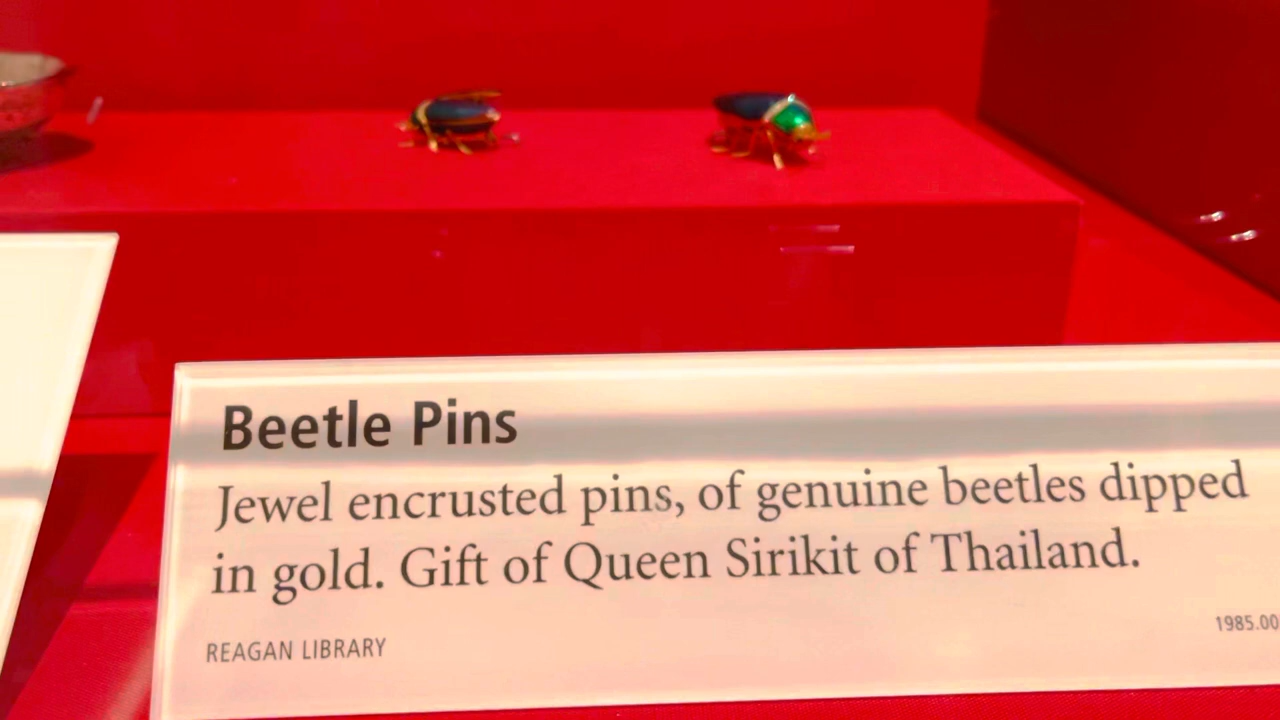 Beetle Pins
Jewel encrusted pins, of genuine beetles dipped
in gold. Gift of Queen Sirikit of Thailand.
REAGAN LIBRARY
1985.00